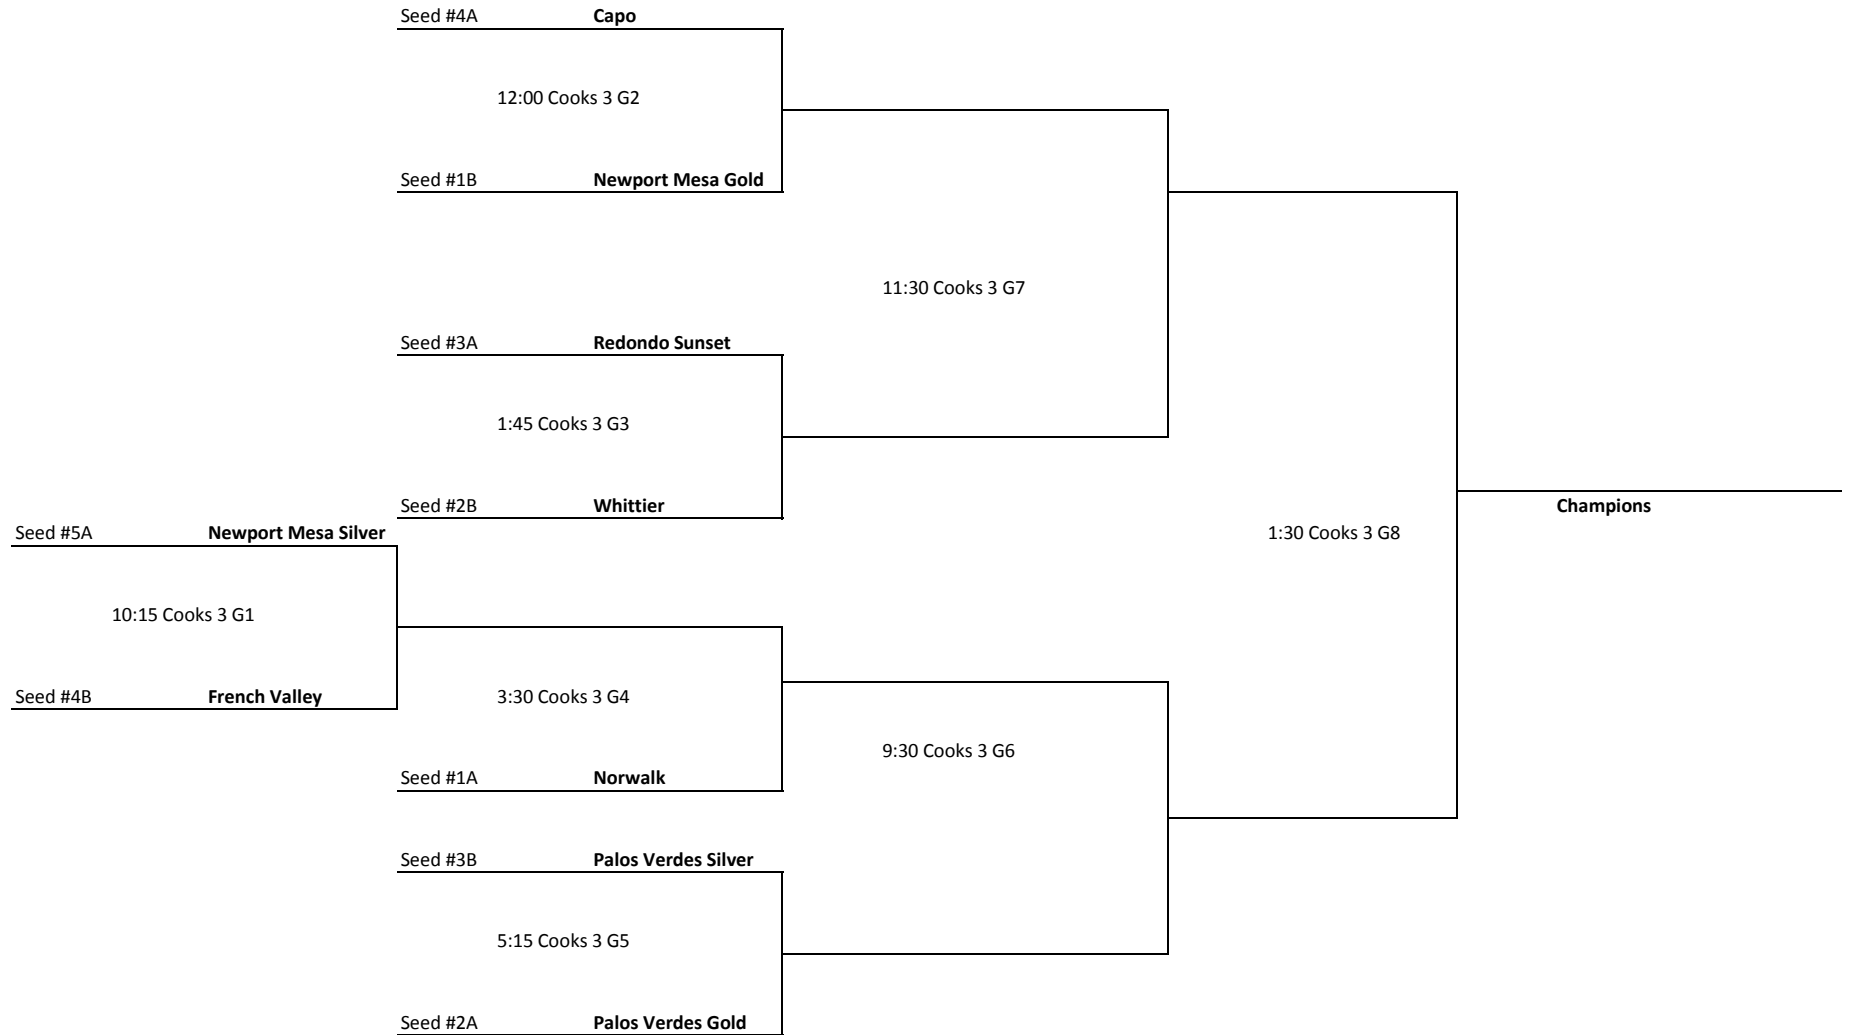 Seed #4A Capo
12:00 Cooks 3 G2
Seed #1B Newport Mesa Gold
11:30 Cooks 3 G7
Seed #3A Redondo Sunset
1:45 Cooks 3 G3
Seed #2B Whittier
Champions
Seed #5A Newport Mesa Silver
1:30 Cooks 3 G8
10:15 Cooks 3 G1
Seed #4B French Valley
3:30 Cooks 3 G4
9:30 Cooks 3 G6
Seed #1A Norwalk
Seed #3B Palos Verdes Silver
5:15 Cooks 3 G5
Seed #2A Palos Verdes Gold